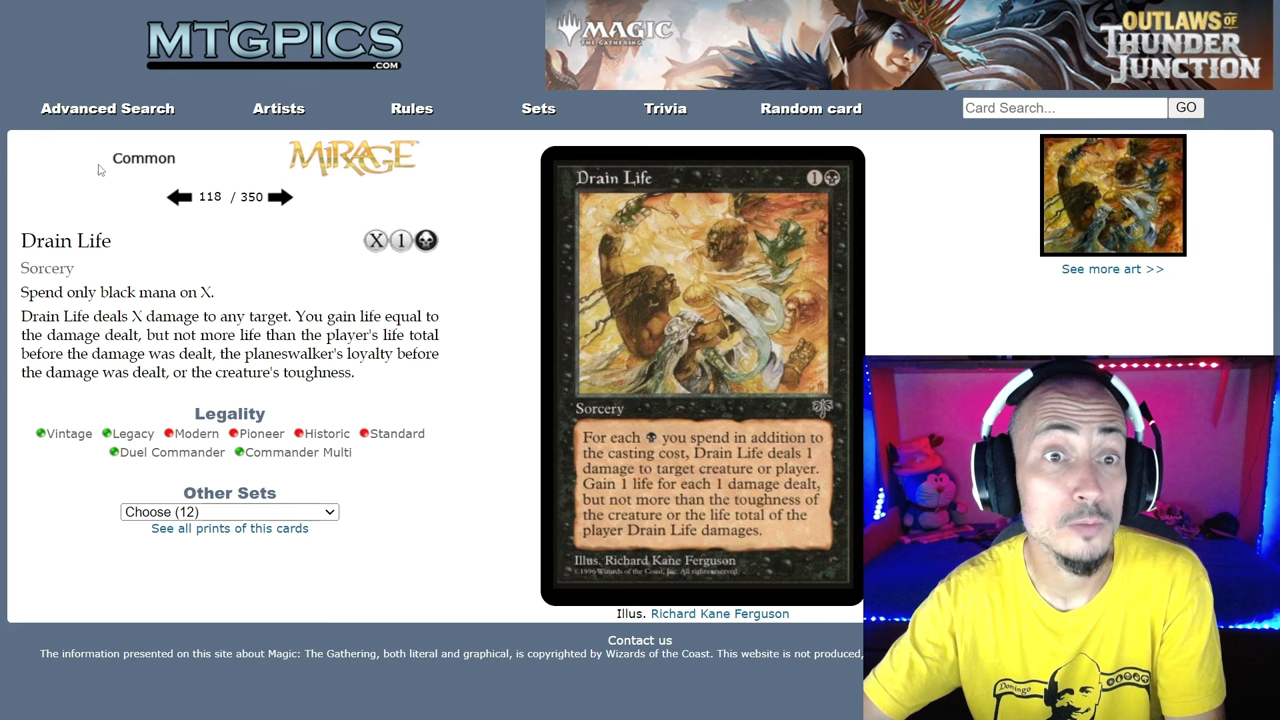 MTGPICS
.COM
MAGIC
THE GATHERING
OUTLAWS OF
THUNDER
JUNCTION
Advanced Search
Artists
Rules
Sets
Trivia
Random card
Card Search...
GO
Common
MIRAGE
118 / 350
Drain Life
X 1
Sorcery
Spend only black mana on X.
Drain Life deals X damage to any target. You gain life equal to
the damage dealt, but not more life than the player's life total
before the damage was dealt, the planeswalker's loyalty before
the damage was dealt, or the creature's toughness.
Legality
Vintage Legacy Modern Pioneer Historic Standard
Duel Commander Commander Multi
Other Sets
Choose (12)
See all prints of this cards
Drain Life 1
Sorcery
For each you spend in addition to
the casting cost, Drain Life deals 1
damage to target creature or player.
Gain 1 life for each 1 damage dealt,
but not more than the toughness of
the creature or the life total of the
player Drain Life damages.
Illus. Richard Kane Ferguson
©1996 Wizards of the Coast, Inc. All rights reserved
Illus. Richard Kane Ferguson
See more art >>
Contact us
The information presented on this site about Magic: The Gathering, both literal and graphical, is copyrighted by Wizards of the Coast. This website is not produced,
Domingo